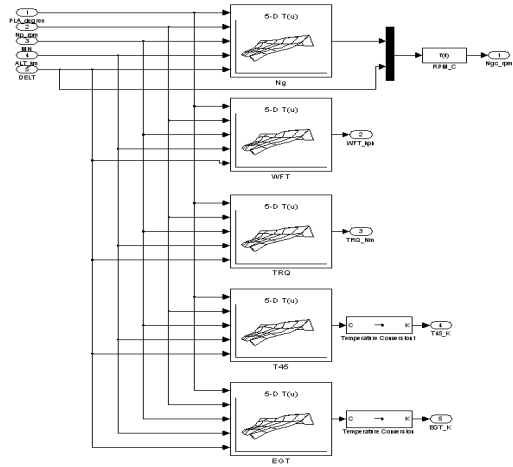 1
PLA_degree
2
Np_rpm
3
MN
4
ALT_km
5
DELT
5-D T(u)
Ng
f(t)
RPM_C
1
Ngc_rpm
5-D T(u)
WFT
2
WFT_kph
5-D T(u)
TRQ
3
TRQ_Nm
5-D T(u)
T45
C → K
Temperature Conversion1
4
T45_K
5-D T(u)
EGT
C → K
Temperature Conversion
5
EGT_K